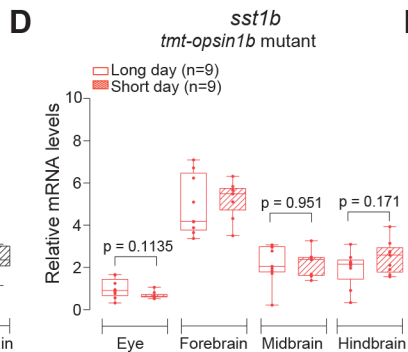 D
sst1b
tmt-opsin1b mutant
Long day (n=9)
Short day (n=9)
Relative mRNA levels
10
8
6
4
2
0
p = 0.1135
p = 0.951
p = 0.171
in
Eye
Forebrain
Midbrain
Hindbrain